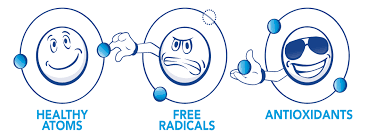 HEALTHY
ATOMS
FREE
RADICALS
ANTIOXIDANTS